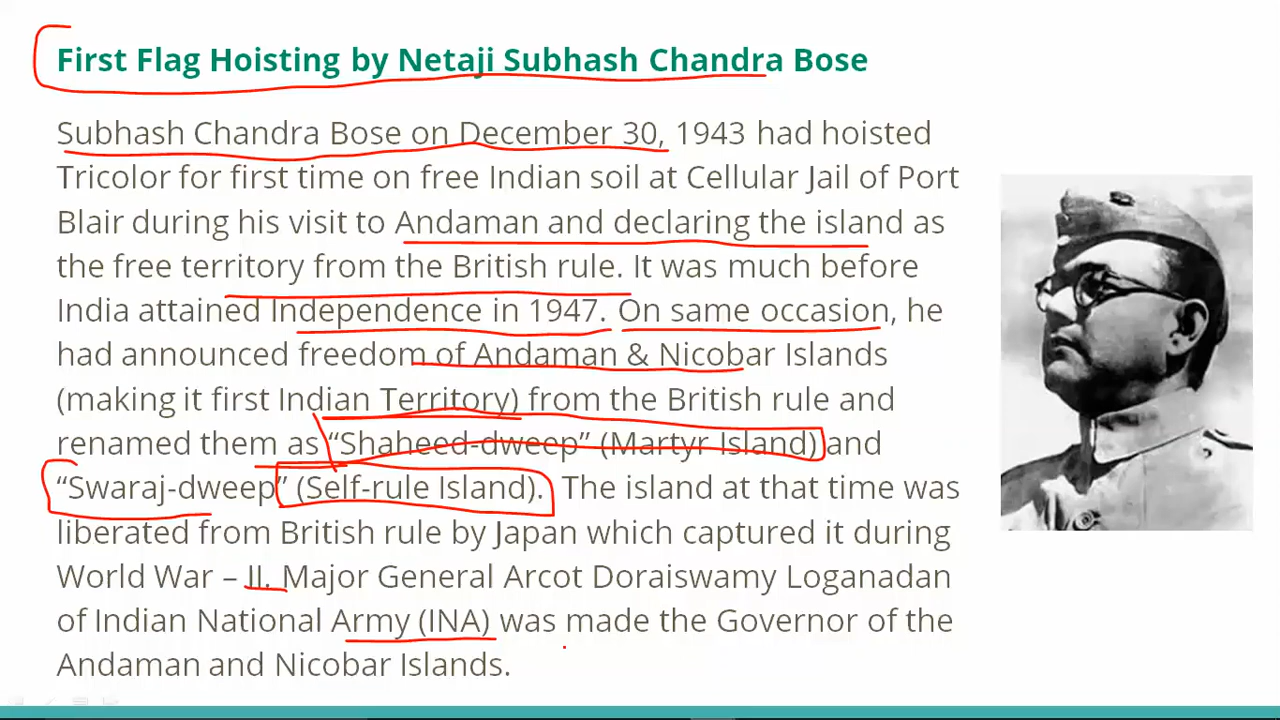 First Flag Hoisting by Netaji Subhash Chandra Bose
Subhash Chandra Bose on December 30, 1943 had hoisted
Tricolor for first time on free Indian soil at Cellular Jail of Port
Blair during his visit to Andaman and declaring the island as
the free territory from the British rule. It was much before
India attained Independence in 1947. On same occasion, he
had announced freedom of Andaman & Nicobar Islands
(making it first Indian Territory) from the British rule and
renamed them as “Shaheed-dweep” (Martyr Island) and
“Swaraj-dweep” (Self-rule Island). The island at that time was
liberated from British rule by Japan which captured it during
World War – II. Major General Arcot Doraiswamy Loganadan
of Indian National Army (INA) was made the Governor of the
Andaman and Nicobar Islands.